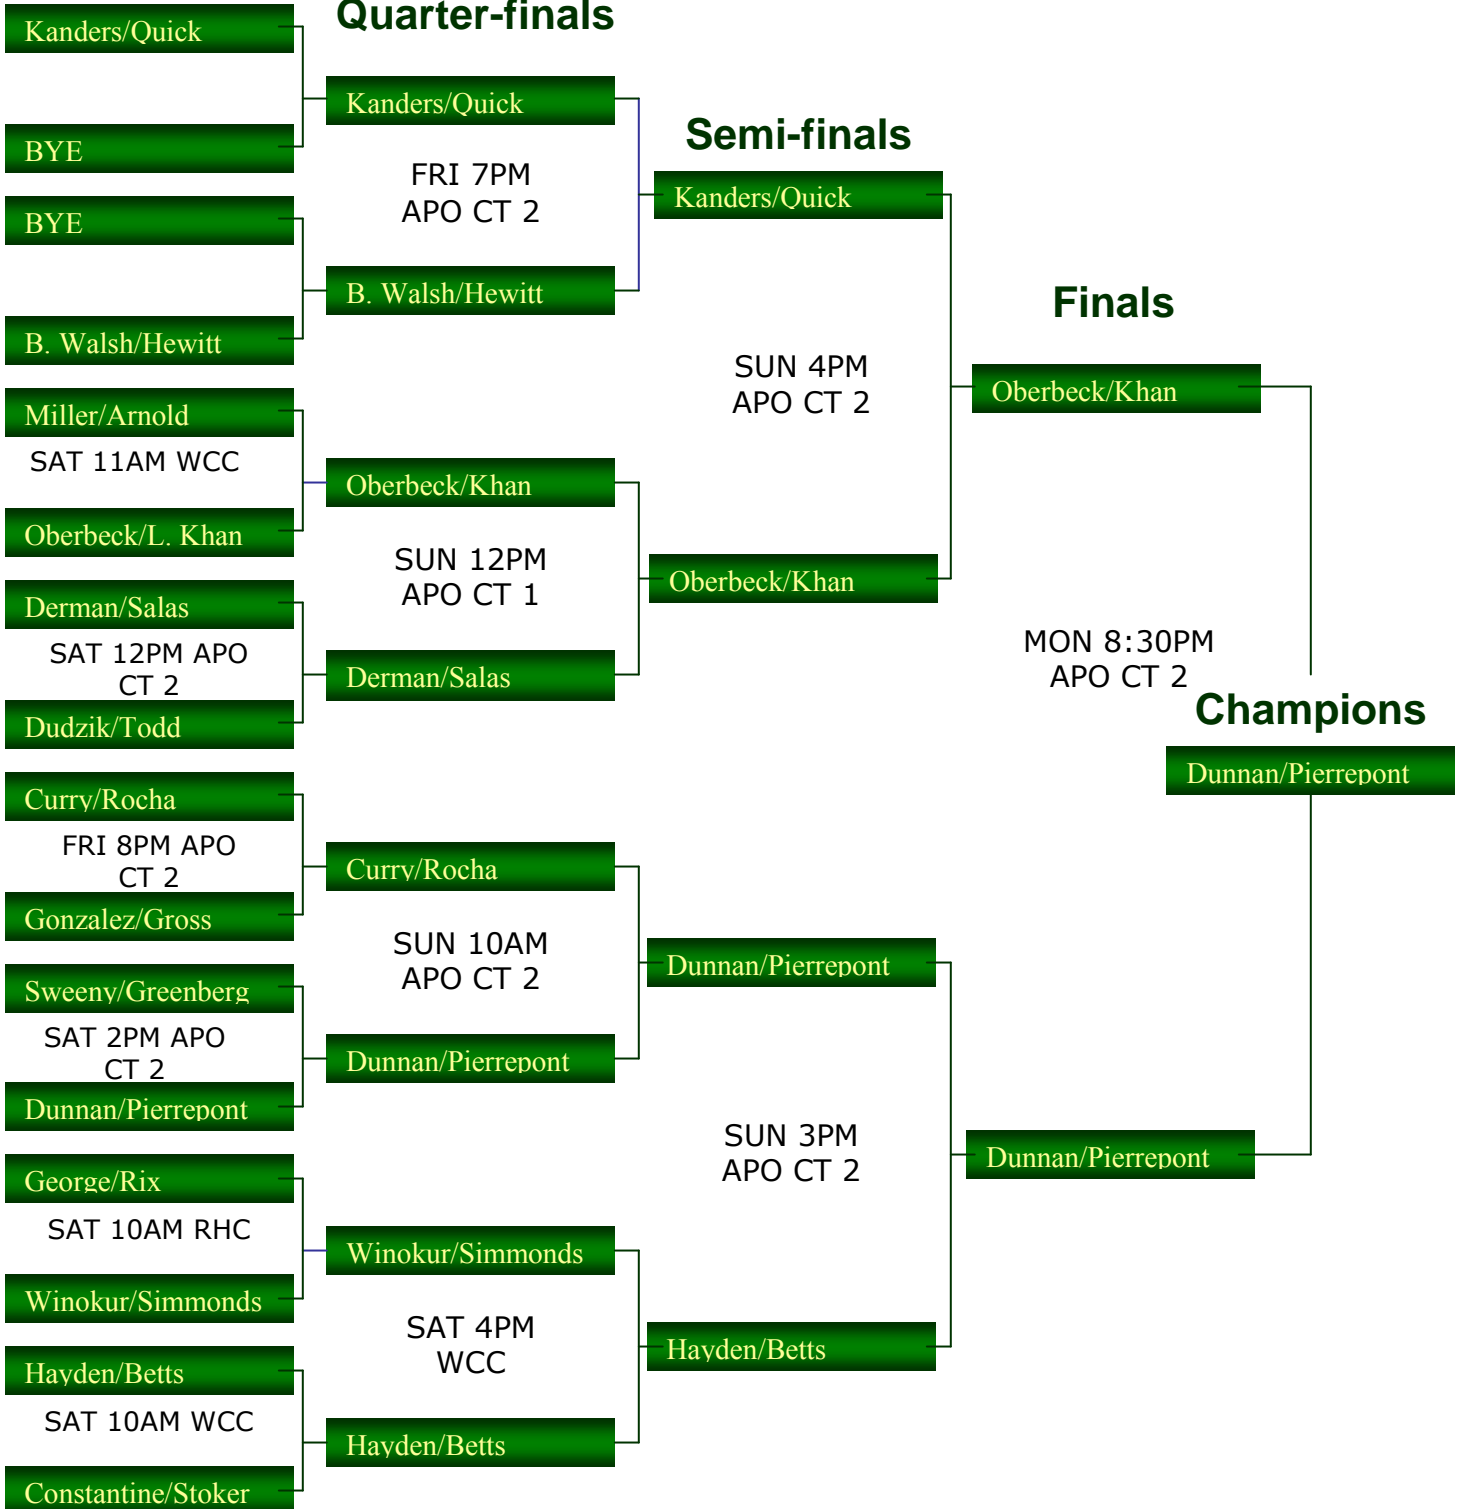 Quarter-finals
Kanders/Quick
BYE
BYE
B. Walsh/Hewitt
Miller/Arnold
SAT 11AM WCC
Oberbeck/L. Khan
Derman/Salas
SAT 12PM APO
CT 2
Dudzik/Todd
Curry/Rocha
FRI 8PM APO
CT 2
Gonzalez/Gross
Sweeny/Greenberg
SAT 2PM APO
CT 2
Dunnan/Pierrepont
George/Rix
SAT 10AM RHC
Winokur/Simmonds
Hayden/Betts
SAT 10AM WCC
Constantine/Stoker
Kanders/Quick
FRI 7PM
APO CT 2
B. Walsh/Hewitt
Oberbeck/Khan
SUN 12PM
APO CT 1
Derman/Salas
Curry/Rocha
SUN 10AM
APO CT 2
Dunnan/Pierrepont
Winokur/Simmonds
SAT 4PM
WCC
Hayden/Betts
Semi-finals
Kanders/Quick
SUN 4PM
APO CT 2
Oberbeck/Khan
Dunnan/Pierrepont
SUN 3PM
APO CT 2
Hayden/Betts
Finals
Oberbeck/Khan
MON 8:30PM
APO CT 2
Dunnan/Pierrepont
Champions
Dunnan/Pierrepont